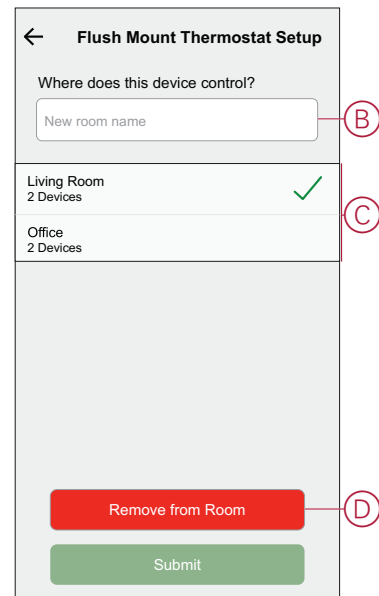 Flush Mount Thermostat Setup
Where does this device control?
New room name
B
Living Room
2 Devices
C
Office
2 Devices
Remove from Room
D
Submit